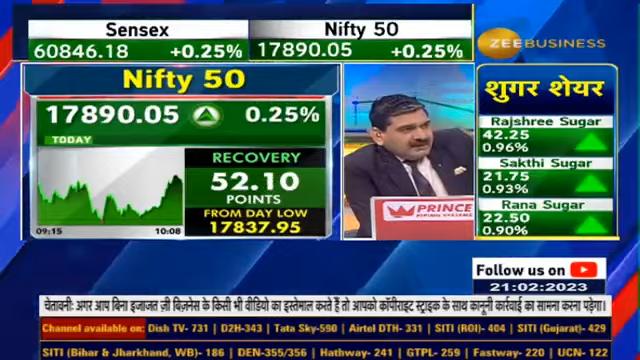 Sensex
60846.18 +0.25%
Nifty 50
17890.05 +0.25%
ZEE BUSINESS
Nifty 50
17890.05 0.25%
TODAY
09:15 10:08
RECOVERY
52.10
POINTS
FROM DAY LOW
17837.95
PRINCE
PIPING SYSTEMS
शुगर शेयर
Rajshree Sugar
42.25
0.96%
Sakthi Sugar
21.75
0.93%
Rana Sugar
22.50
0.90%
Follow us on
21:02:2023
चेतावनी: अगर आप बिना इजाजत ज़ी बिज़नेस के किसी भी वीडियो का इस्तेमाल करते हैं तो आपको कॉपीराइट स्ट्राइक के साथ कानूनी कार्रवाई का सामना करना पड़ेगा।
Channel available on: Dish TV- 731 | D2H-343 | Tata Sky-590 | Airtel DTH-331 | SITI (ROI)- 404 | SITI (Gujarat)- 429
SITI (Bihar & Jharkhand, WB)- 186 | DEN-355/356 | Hathway-241 | GTPL-259 | Fastway-220 | UCN-122